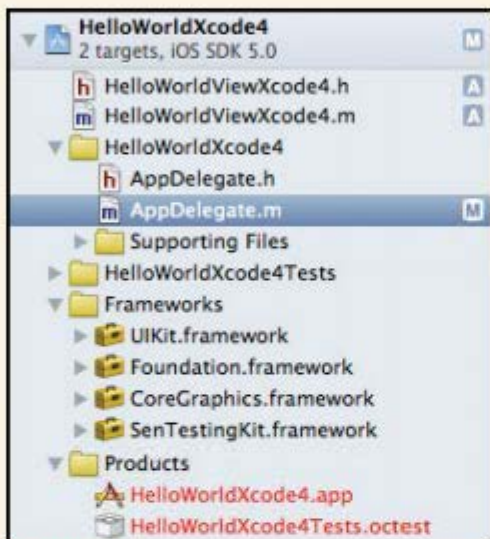 HelloWorldXcode4
2 targets, iOS SDK 5.0
M
h HelloWorldViewXcode4.h A
m HelloWorldViewXcode4.m A
HelloWorldXcode4
h AppDelegate.h
m AppDelegate.m M
Supporting Files
HelloWorldXcode4Tests
Frameworks
UIKit.framework
Foundation.framework
CoreGraphics.framework
SenTestingKit.framework
Products
HelloWorldXcode4.app
HelloWorldXcode4Tests.octest